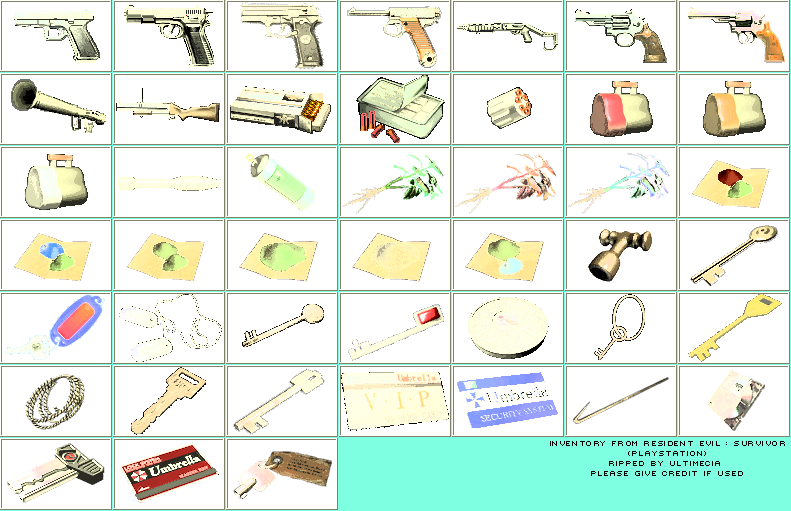 Umbrella
V·I·P
Umbrella
SECURITY SYSTEM
INVENTORY FROM RESIDENT EVIL : SURVIVOR
(PLAYSTATION)
RIPPED BY ULTIMECIA
PLEASE GIVE CREDIT IF USED
Umbrella